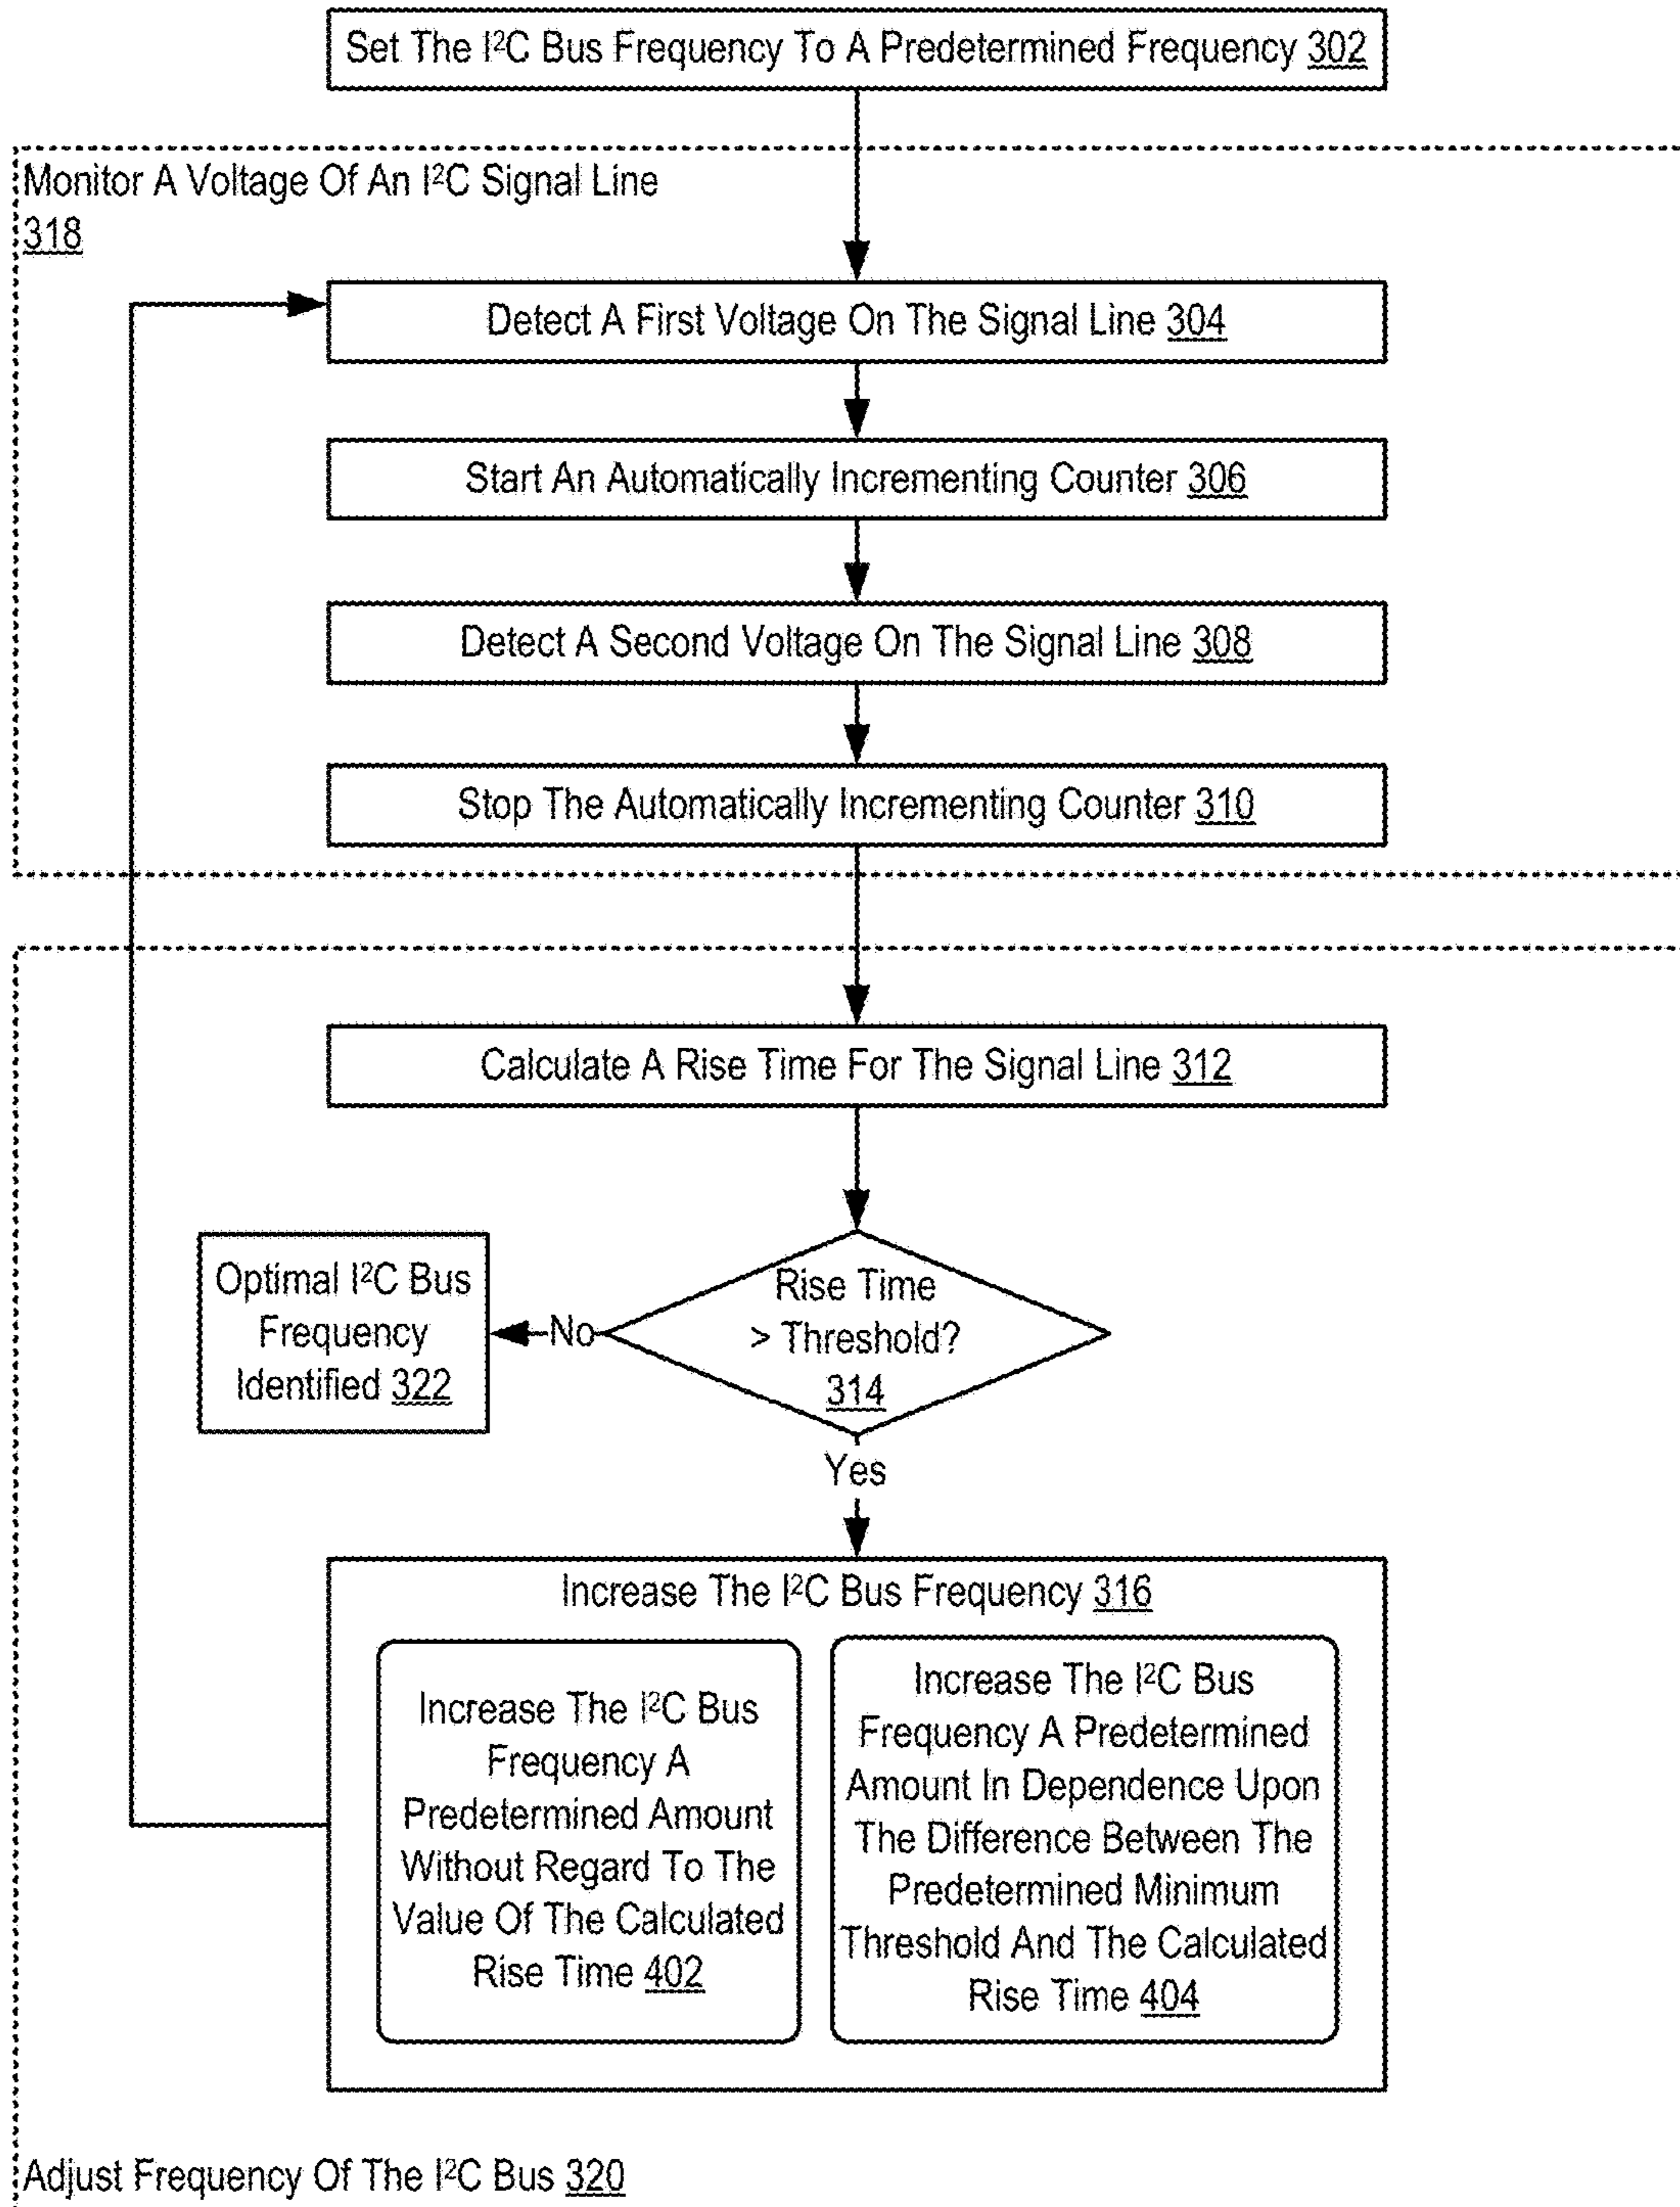 Set The I²C Bus Frequency To A Predetermined Frequency 302
Monitor A Voltage Of An I²C Signal Line
318
Detect A First Voltage On The Signal Line 304
Start An Automatically Incrementing Counter 306
Detect A Second Voltage On The Signal Line 308
Stop The Automatically Incrementing Counter 310
Calculate A Rise Time For The Signal Line 312
Rise Time
> Threshold?
314
No
Optimal I²C Bus
Frequency
Identified 322
Yes
Increase The I²C Bus Frequency 316
Increase The I²C Bus
Frequency A
Predetermined Amount
Without Regard To The
Value Of The Calculated
Rise Time 402
Increase The I²C Bus
Frequency A Predetermined
Amount In Dependence Upon
The Difference Between The
Predetermined Minimum
Threshold And The Calculated
Rise Time 404
Adjust Frequency Of The I²C Bus 320